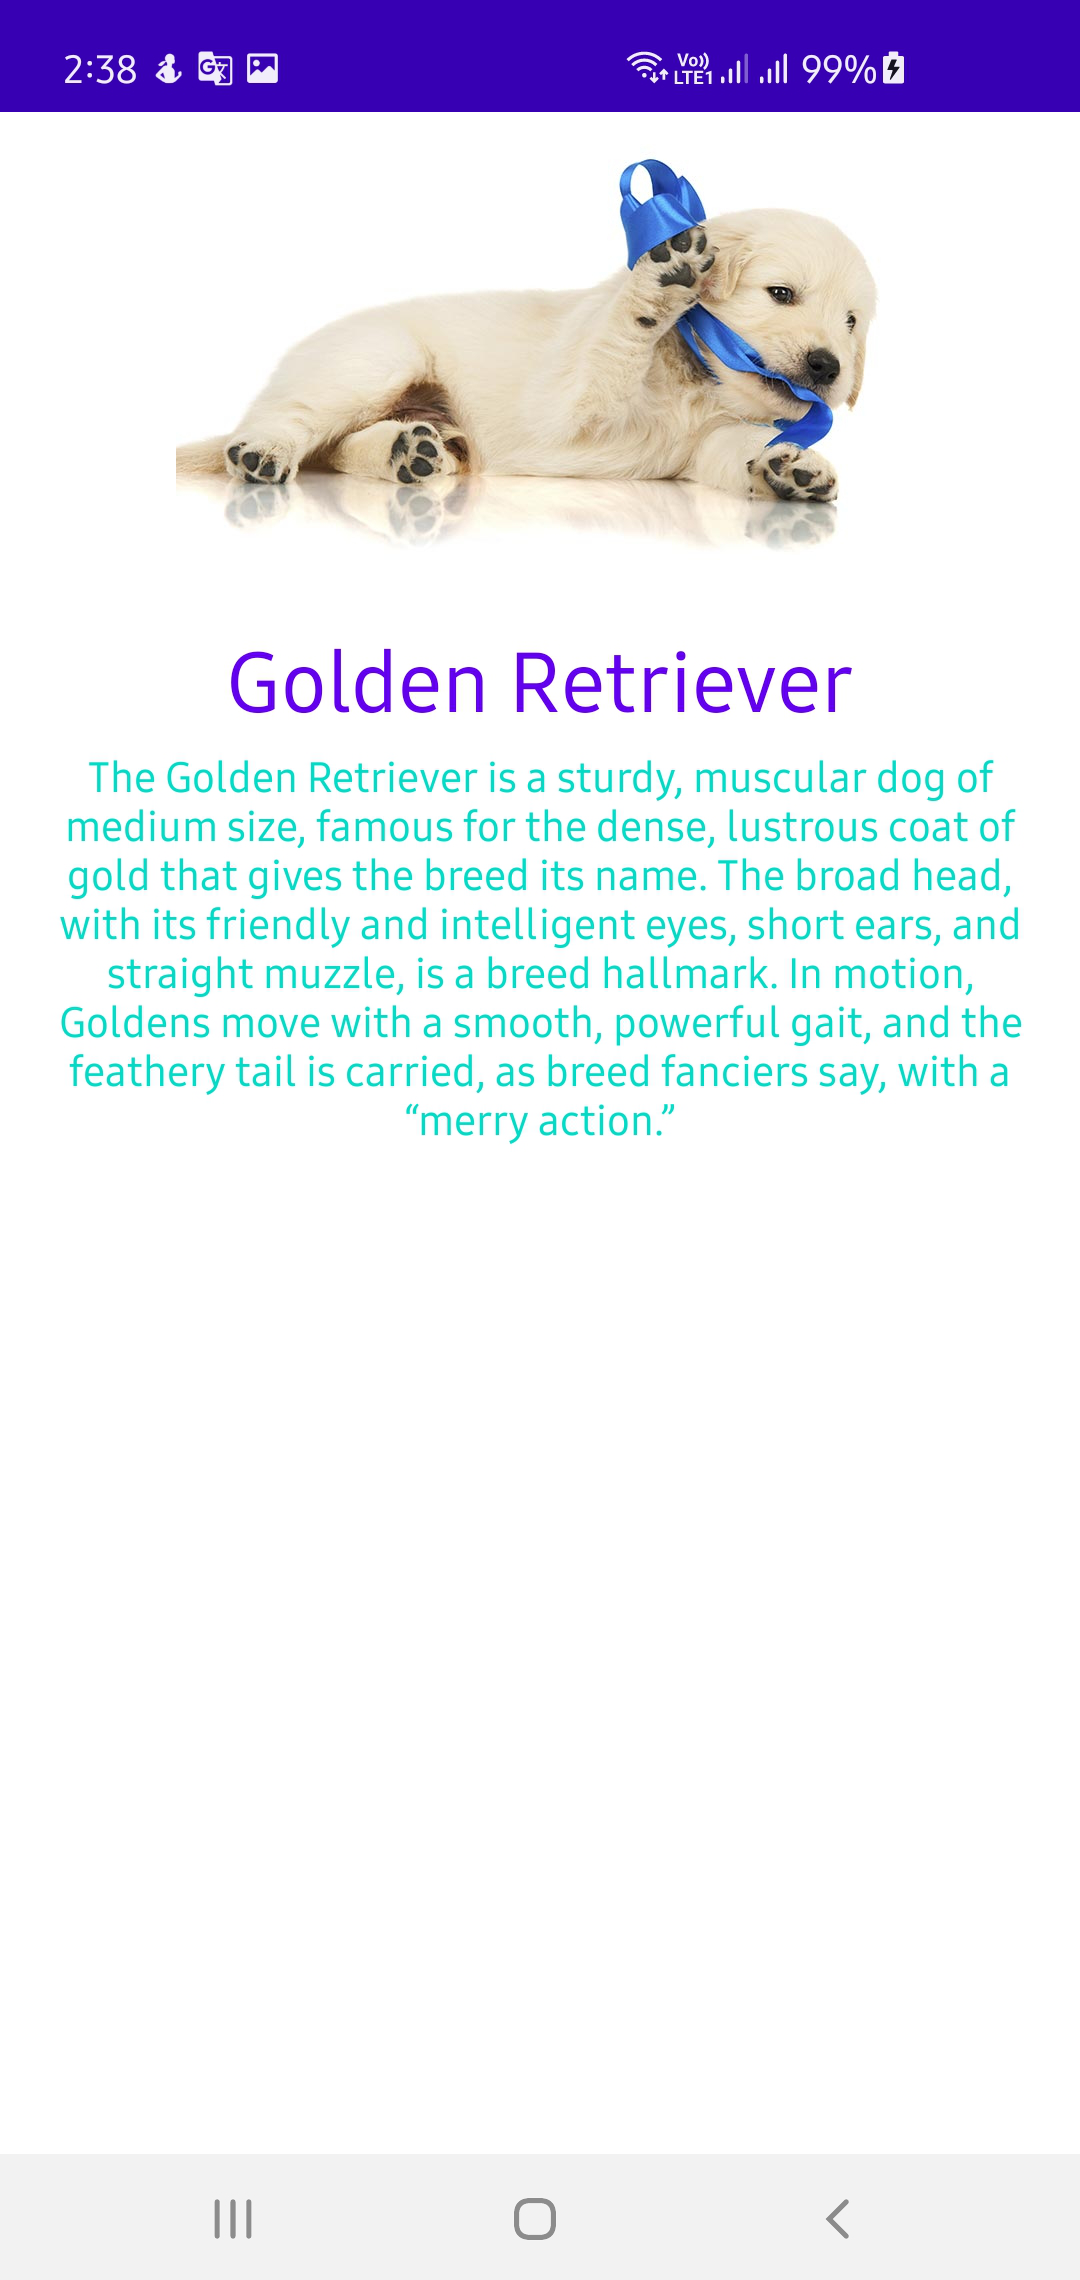 2:38
Vo)) LTE1 99%
Golden Retriever
The Golden Retriever is a sturdy, muscular dog of
medium size, famous for the dense, lustrous coat of
gold that gives the breed its name. The broad head,
with its friendly and intelligent eyes, short ears, and
straight muzzle, is a breed hallmark. In motion,
Goldens move with a smooth, powerful gait, and the
feathery tail is carried, as breed fanciers say, with a
“merry action.”